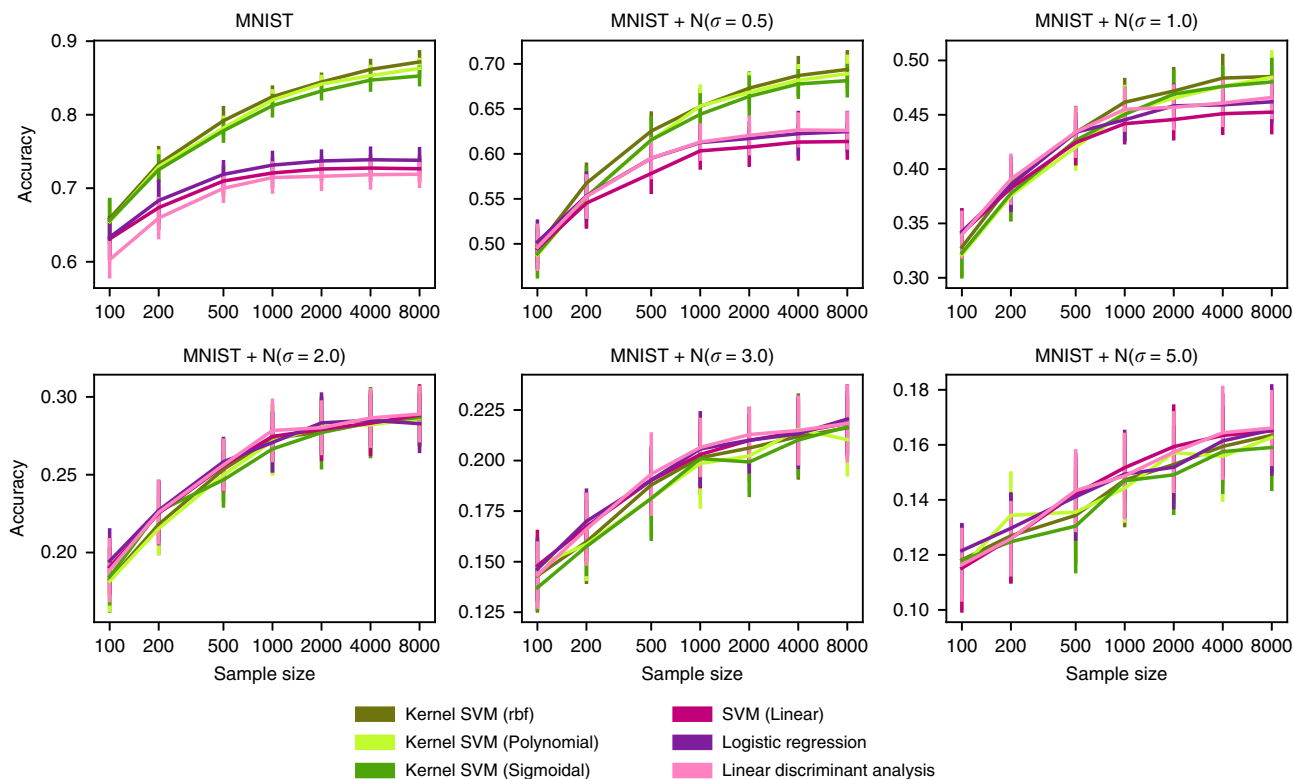 MNIST
MNIST + N(σ = 0.5)
MNIST + N(σ = 1.0)
Accuracy
0.9
0.8
0.7
0.6
100 200 500 1000 2000 4000 8000
0.70
0.65
0.60
0.55
0.50
100 200 500 1000 2000 4000 8000
0.50
0.45
0.40
0.35
0.30
100 200 500 1000 2000 4000 8000
MNIST + N(σ = 2.0)
MNIST + N(σ = 3.0)
MNIST + N(σ = 5.0)
Accuracy
0.30
0.25
0.20
100 200 500 1000 2000 4000 8000
Sample size
0.225
0.200
0.175
0.150
0.125
100 200 500 1000 2000 4000 8000
Sample size
0.18
0.16
0.14
0.12
0.10
100 200 500 1000 2000 4000 8000
Sample size
Kernel SVM (rbf)
Kernel SVM (Polynomial)
Kernel SVM (Sigmoidal)
SVM (Linear)
Logistic regression
Linear discriminant analysis